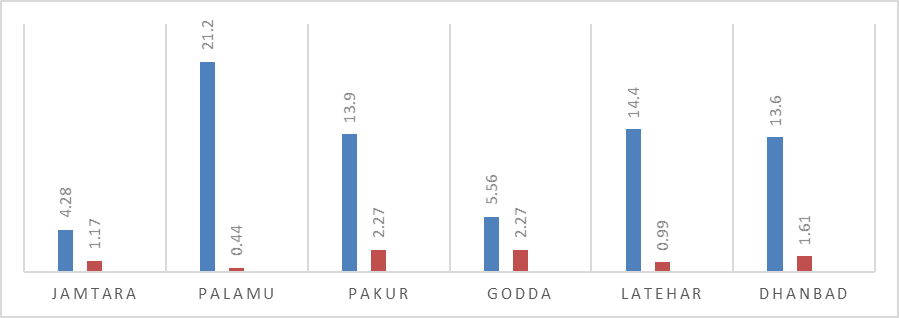 4.28 1.17 21.2 0.44 13.9 2.27 5.56 2.27 14.4 0.99 13.6 1.61
JAMTARA PALAMU PAKUR GODDA LATEHAR DHANBAD